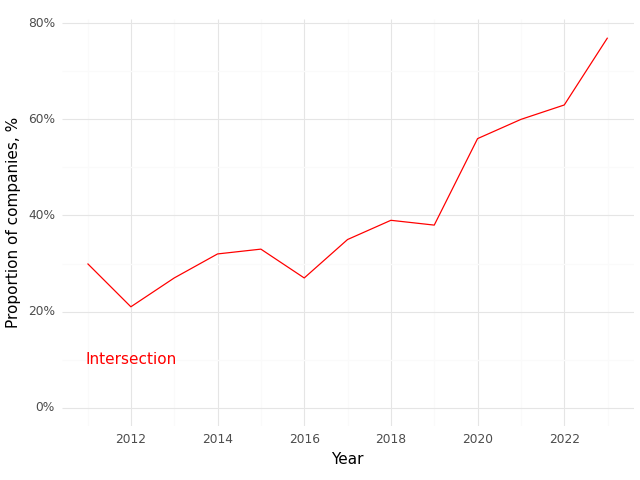 80%
60%
40%
20%
0%
Proportion of companies, %
Intersection
2012 2014 2016 2018 2020 2022
Year